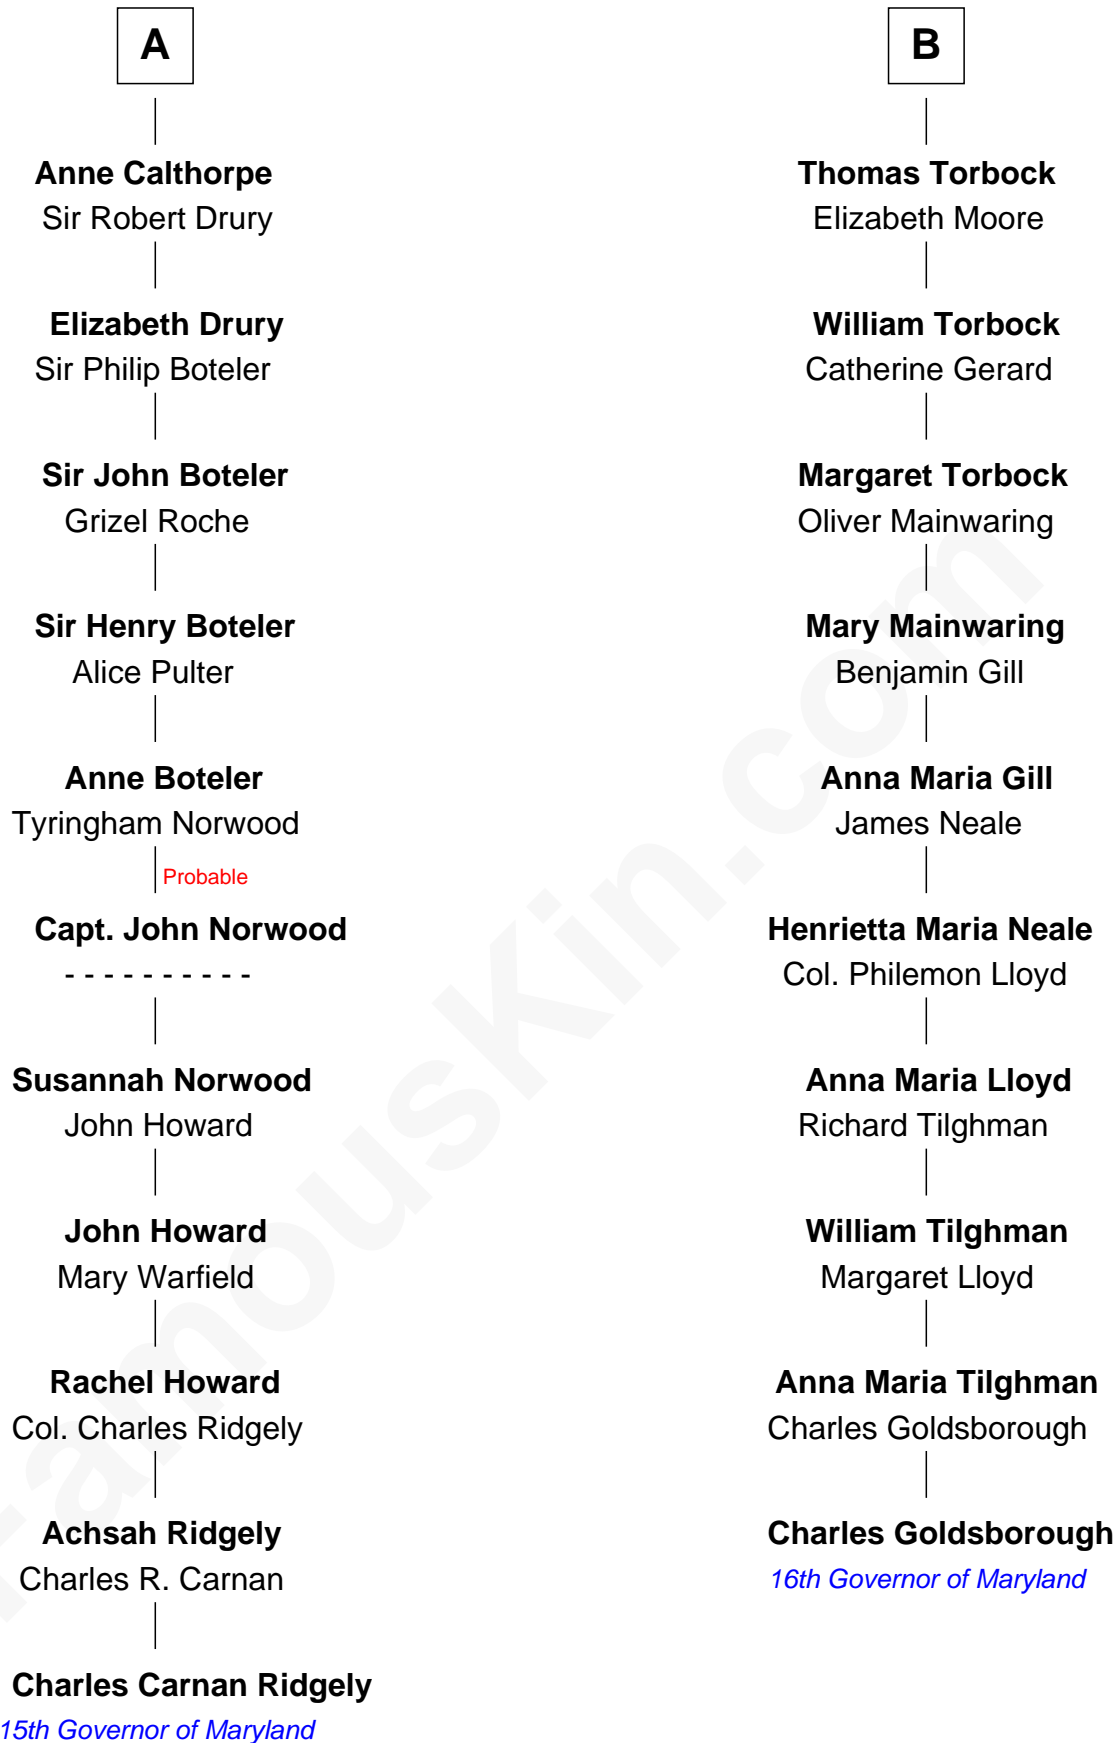 A
Anne Calthorpe
Sir Robert Drury
Elizabeth Drury
Sir Philip Boteler
Sir John Boteler
Grizel Roche
Sir Henry Boteler
Alice Pulter
Anne Boteler
Tyringham Norwood
Probable
Capt. John Norwood
- - - - - - - - - -
Susannah Norwood
John Howard
John Howard
Mary Warfield
Rachel Howard
Col. Charles Ridgely
Achsah Ridgely
Charles R. Carnan
Charles Carnan Ridgely
15th Governor of Maryland
B
Thomas Torbock
Elizabeth Moore
William Torbock
Catherine Gerard
Margaret Torbock
Oliver Mainwaring
Mary Mainwaring
Benjamin Gill
Anna Maria Gill
James Neale
Henrietta Maria Neale
Col. Philemon Lloyd
Anna Maria Lloyd
Richard Tilghman
William Tilghman
Margaret Lloyd
Anna Maria Tilghman
Charles Goldsborough
Charles Goldsborough
16th Governor of Maryland
FamousKin.com